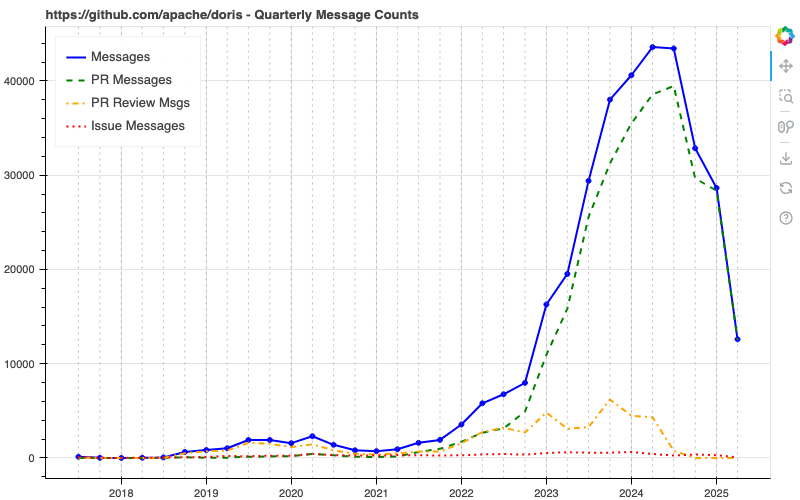 https://github.com/apache/doris - Quarterly Message Counts
Messages
PR Messages
PR Review Msgs
Issue Messages
40000
30000
20000
10000
0
2018 2019 2020 2021 2022 2023 2024 2025